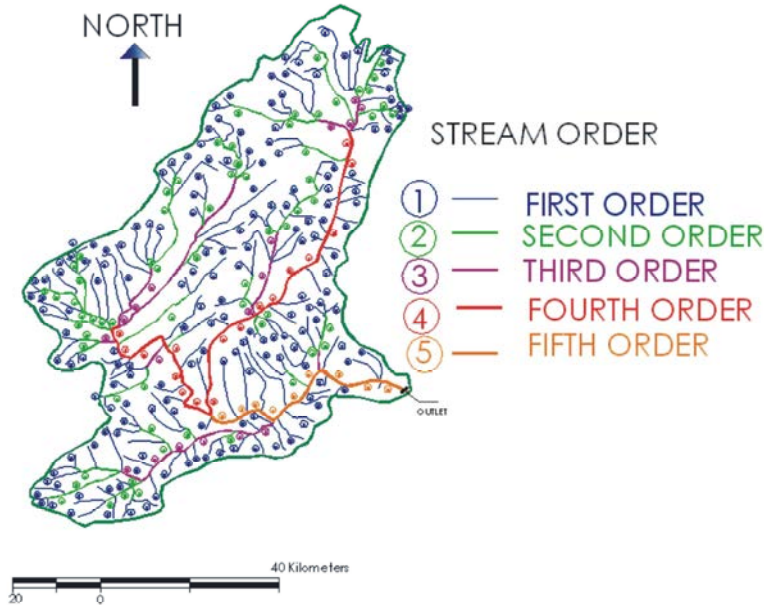 NORTH
STREAM ORDER
1 FIRST ORDER
2 SECOND ORDER
3 THIRD ORDER
4 FOURTH ORDER
5 FIFTH ORDER
OUTLET
40 Kilometers
20 0